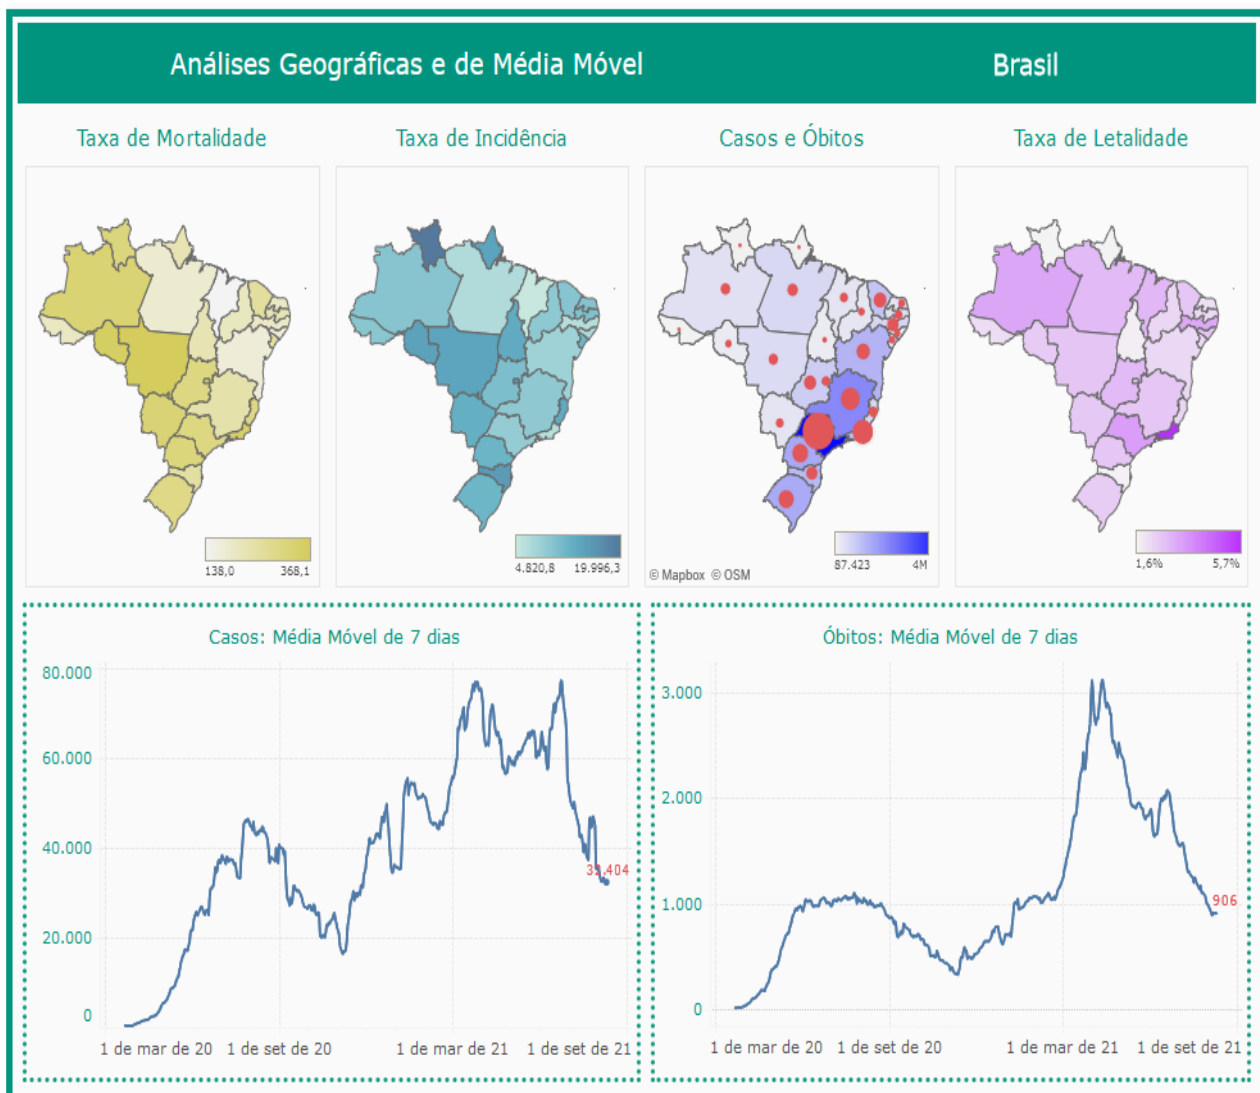 Análises Geográficas e de Média Móvel
Brasil
Taxa de Mortalidade
Taxa de Incidência
Casos e Óbitos
Taxa de Letalidade
138,0
368,1
4.820,8
19.996,3
87.423
4M
© Mapbox © OSM
1,6%
5,7%
Casos: Média Móvel de 7 dias
80.000
60.000
40.000
20.000
0
1 de mar de 20
1 de set de 20
1 de mar de 21
1 de set de 21
Óbitos: Média Móvel de 7 dias
3.000
2.000
1.000
0
906
1 de mar de 20
1 de set de 20
1 de mar de 21
1 de set de 21